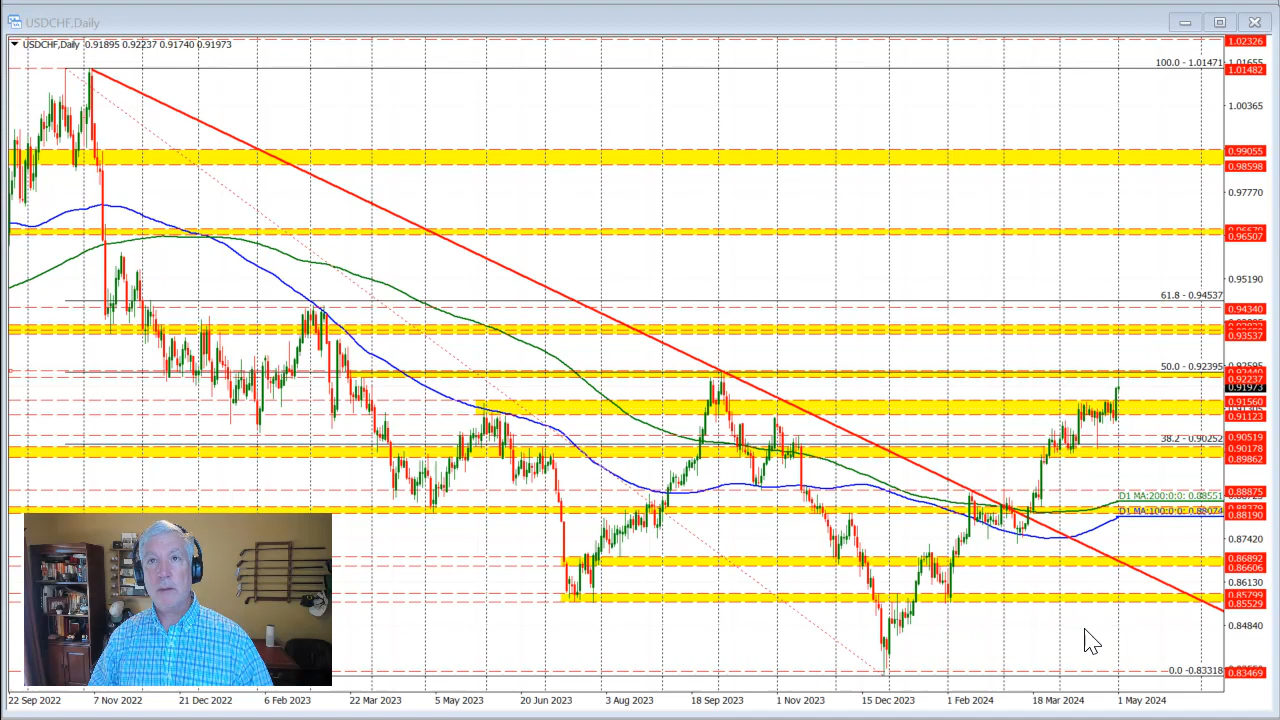 USDCHF,Daily
USDCHF,Daily 0.91895 0.92237 0.91740 0.91973
1.02326
100.0 - 1.01471
1.01655
1.01482
1.00365
0.99055
0.98598
0.97770
0.96507
0.95190
61.8 - 0.94537
0.94340
0.93537
50.0 - 0.92395
0.92237
0.91973
0.91560
0.91123
0.90519
38.2 - 0.90252
0.90178
0.89862
0.88875
D1 MA:200:0:0: 0.88551
D1 MA:100:0:0: 0.88074
0.88379
0.88190
0.87420
0.86892
0.86606
0.86130
0.85799
0.85529
0.84840
0.0 - 0.83318
0.83469
22 Sep 2022
7 Nov 2022
21 Dec 2022
6 Feb 2023
22 Mar 2023
5 May 2023
20 Jun 2023
3 Aug 2023
18 Sep 2023
1 Nov 2023
15 Dec 2023
1 Feb 2024
18 Mar 2024
1 May 2024